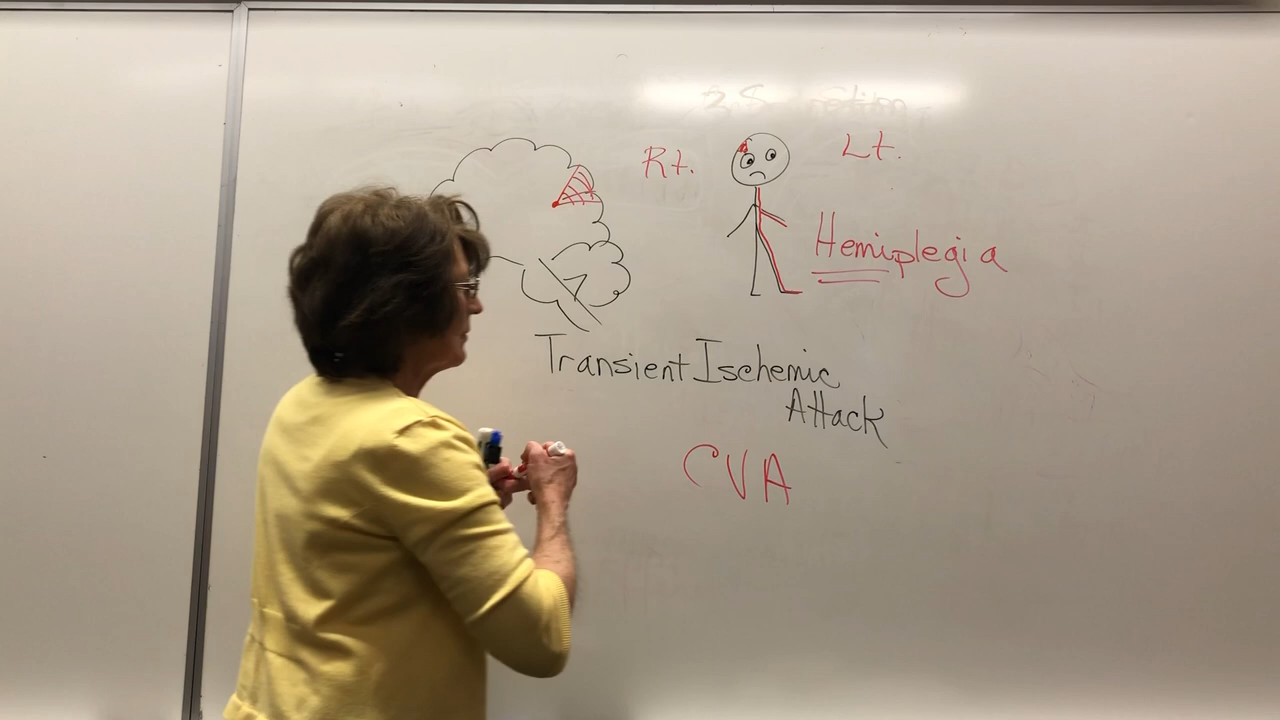 Rt.
Lt.
Hemiplegia
Transient Ischemic
Attack
CVA